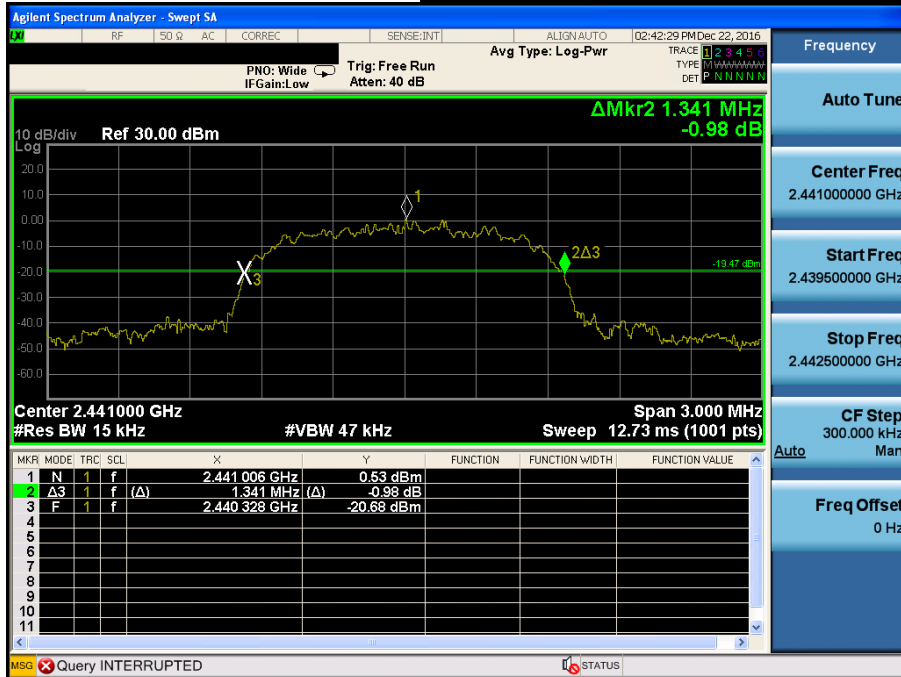 Agilent Spectrum Analyzer - Swept SA
LXI RF 50 Ω AC CORREC SENSE:INT ALIGN AUTO 02:42:29 PM Dec 22, 2016
Frequency
Avg Type: Log-Pwr TRACE 1 2 3 4 5 6
PNO: Wide Trig: Free Run TYPE M WWWWW
IFGain:Low Atten: 40 dB DET P N N N N N
Auto Tune
ΔMkr2 1.341 MHz
10 dB/div Ref 30.00 dBm -0.98 dB
Log
20.0
10.0
0.00
-10.0
-20.0
-30.0
-40.0
-50.0
-60.0
1
2Δ3
3
-19.47 dBm
Center Freq
2.441000000 GHz
Start Freq
2.439500000 GHz
Stop Freq
2.442500000 GHz
Center 2.441000 GHz Span 3.000 MHz
#Res BW 15 kHz #VBW 47 kHz Sweep 12.73 ms (1001 pts)
CF Step
300.000 kHz
Auto Man
MKR MODE TRC SCL X Y FUNCTION FUNCTION WIDTH FUNCTION VALUE
1 N 1 f 2.441 006 GHz 0.53 dBm
2 Δ3 1 f (Δ) 1.341 MHz (Δ) -0.98 dB
3 F 1 f 2.440 328 GHz -20.68 dBm
4
5
6
7
8
9
10
11
Freq Offset
0 Hz
MSG Query INTERRUPTED STATUS